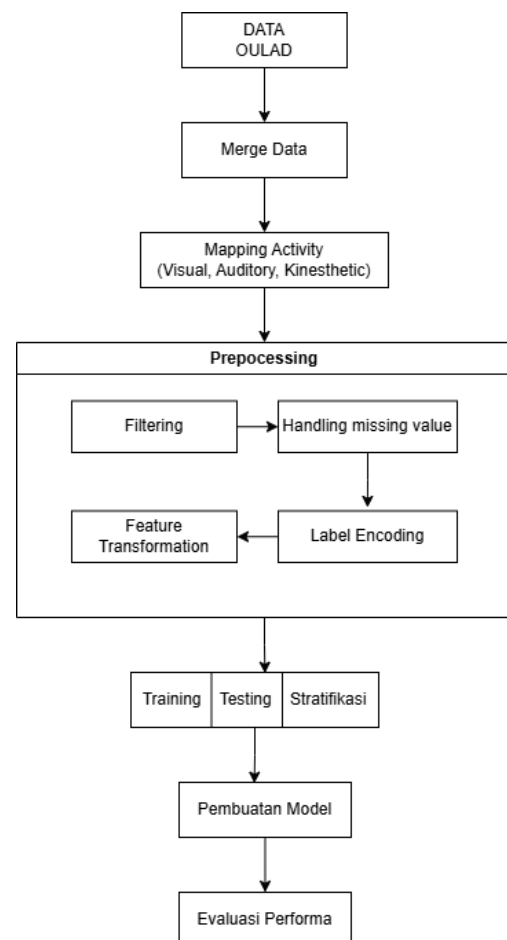 DATA
OULAD
Merge Data
Mapping Activity
(Visual, Auditory, Kinesthetic)
Prepocessing
Filtering
Handling missing value
Feature
Transformation
Label Encoding
Training
Testing
Stratifikasi
Pembuatan Model
Evaluasi Performa